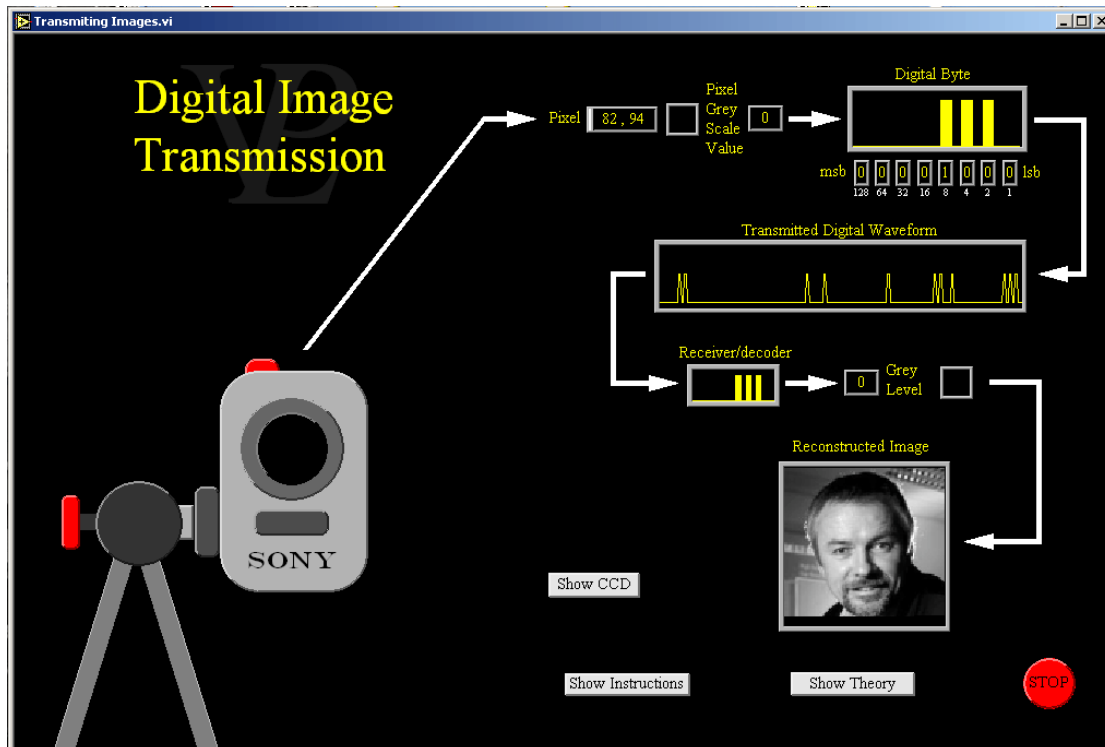 Transmiting Images.vi
Digital Image
Transmission
Pixel 82 , 94
Pixel
Grey
Scale
Value
0
Digital Byte
msb 0 0 0 0 1 0 0 0 lsb
128 64 32 16 8 4 2 1
Transmitted Digital Waveform
Receiver/decoder
0
Grey
Level
Reconstructed Image
SONY
Show CCD
Show Instructions
Show Theory
STOP